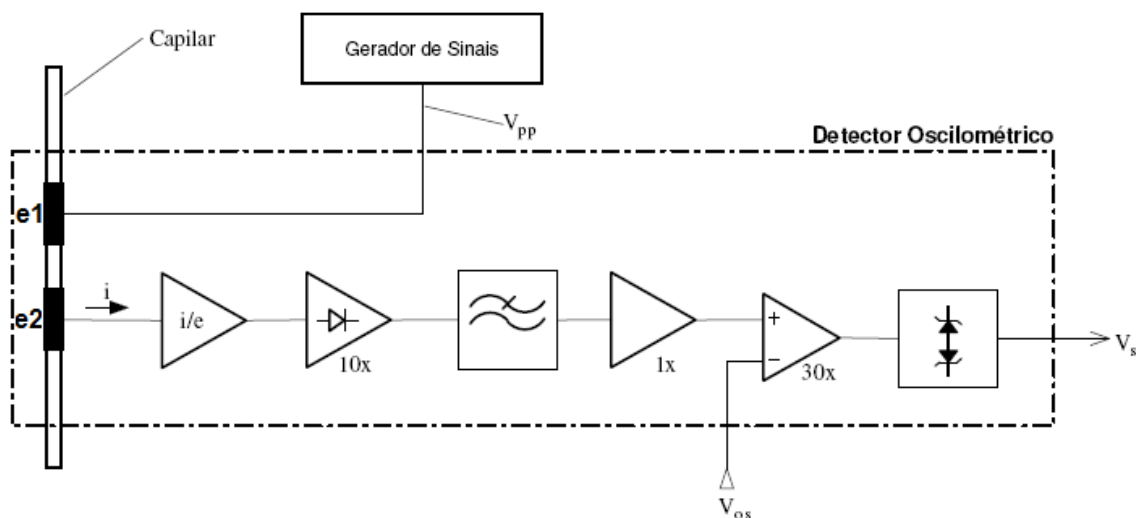 Capilar
Gerador de Sinais
Vpp
Detector Oscilométrico
e1
e2
i
i/e
10x
1x
+
−
30x
Vs
Vos